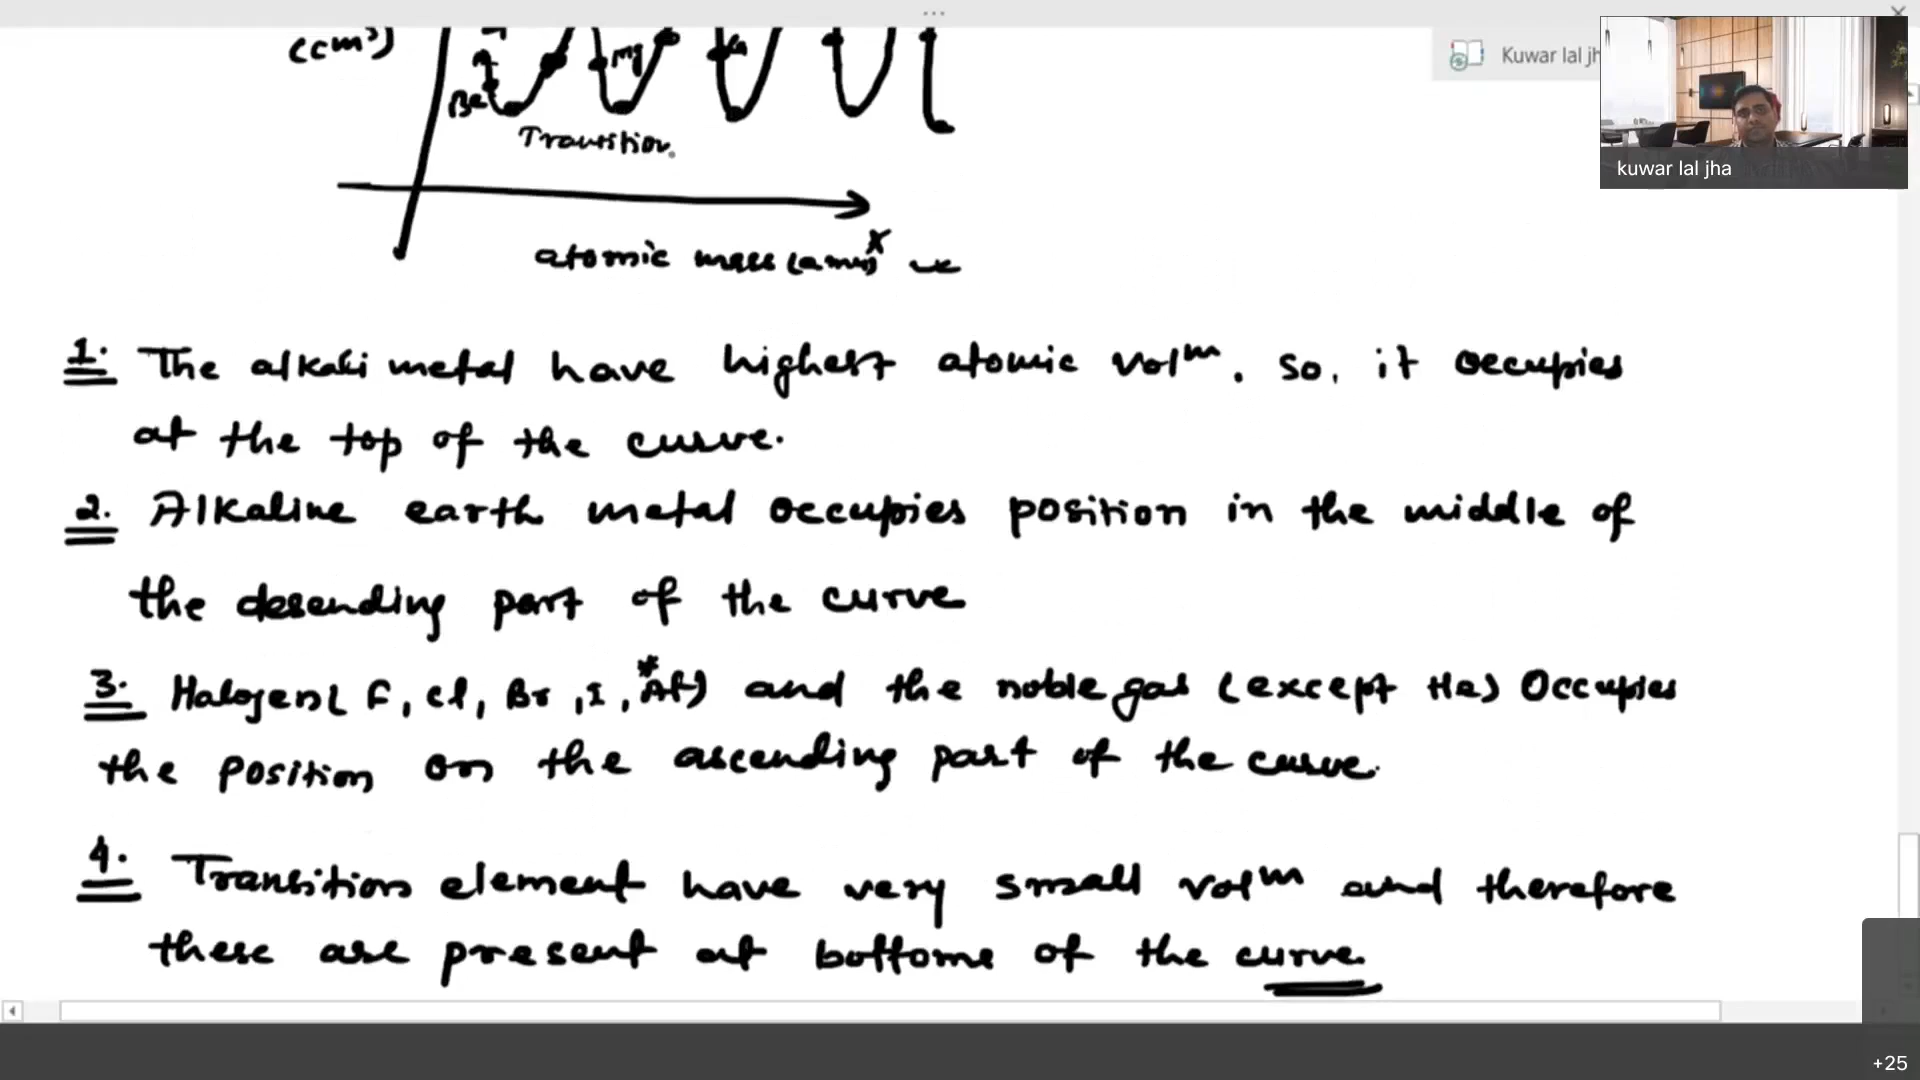 ...
Kuwar lal jh
kuwar lal jha
(cm³)
Be
mg
Transition
atomic mass (amu) x
1. The alkali metal have highest atomic volm. so, it occupies
at the top of the curve.
2. Alkaline earth metal occupies position in the middle of
the desending part of the curve
3. Halogens( F, cl, Br, I, *At) and the noble gas (except He) Occupies
the position on the ascending part of the curve.
4. Transition element have very small volm and therefore
these are present at bottome of the curve.
+25